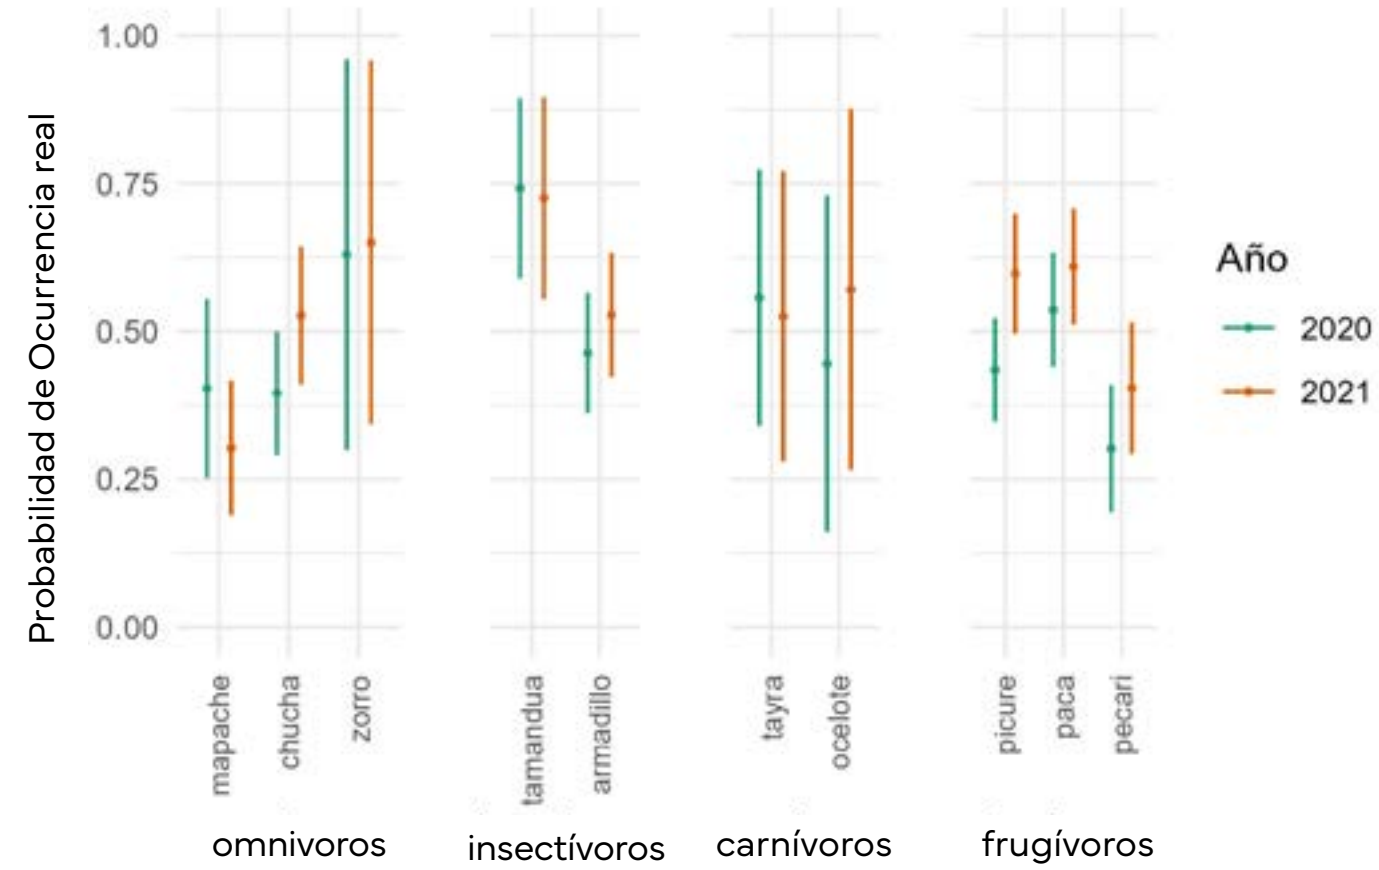 Probabilidad de Ocurrencia real
1.00
0.75
0.50
0.25
0.00
mapache
chucha
zorro
tamandua
armadillo
tayra
ocelote
picure
paca
pecari
omnivoros
insectívoros
carnívoros
frugívoros
Año
2020
2021